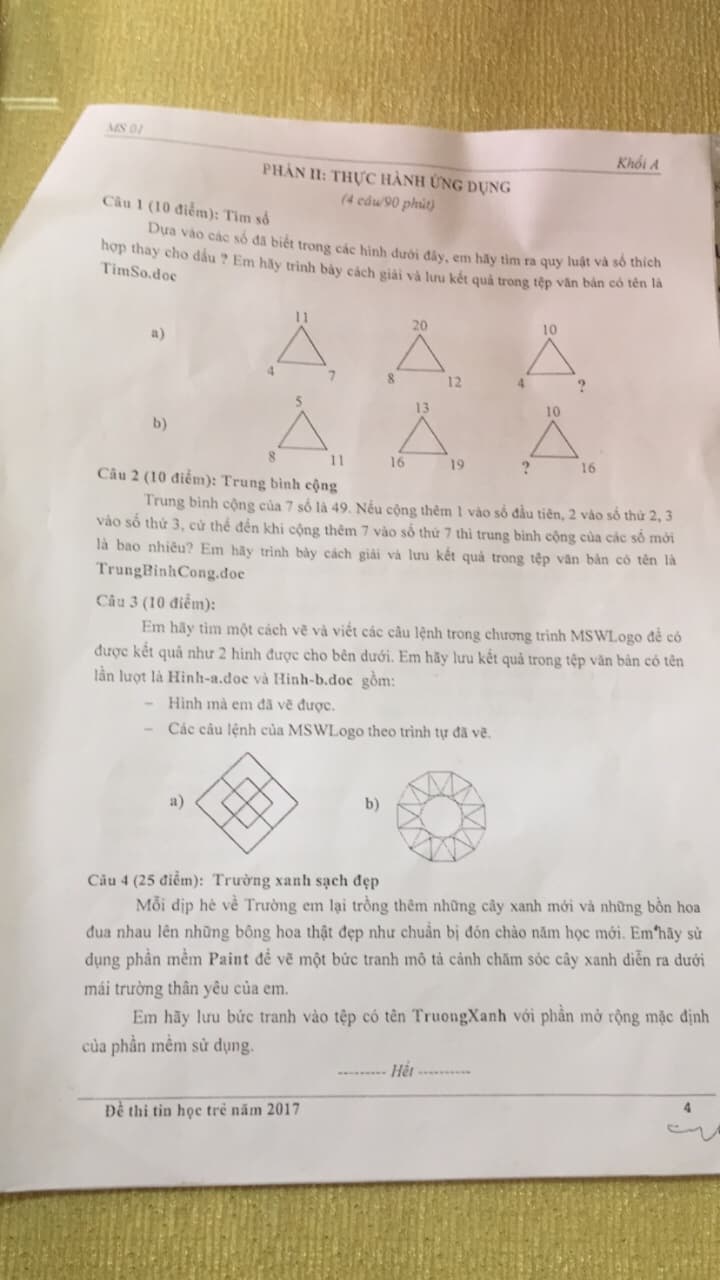 MS 01
Khối A
PHẦN II: THỰC HÀNH ỨNG DỤNG
(4 câu/90 phút)
Câu 1 (10 điểm): Tìm số
Dựa vào các số đã biết trong các hình dưới đây, em hãy tìm ra quy luật và số thích
hợp thay cho dấu ? Em hãy trình bày cách giải và lưu kết quả trong tệp văn bản có tên là
TimSo.doc
a)
11
4 7
20
8 12
10
4 ?
b)
5
8 11
13
16 19
10
? 16
Câu 2 (10 điểm): Trung bình cộng
Trung bình cộng của 7 số là 49. Nếu cộng thêm 1 vào số đầu tiên, 2 vào số thứ 2, 3
vào số thứ 3, cứ thế đến khi cộng thêm 7 vào số thứ 7 thì trung bình cộng của các số mới
là bao nhiêu? Em hãy trình bày cách giải và lưu kết quả trong tệp văn bản có tên là
TrungBinhCong.doc
Câu 3 (10 điểm):
Em hãy tìm một cách vẽ và viết các câu lệnh trong chương trình MSWLogo để có
được kết quả như 2 hình được cho bên dưới. Em hãy lưu kết quả trong tệp văn bản có tên
lần lượt là Hinh-a.doc và Hinh-b.doc gồm:
– Hình mà em đã vẽ được.
– Các câu lệnh của MSWLogo theo trình tự đã vẽ.
a)
b)
Câu 4 (25 điểm): Trường xanh sạch đẹp
Mỗi dịp hè về Trường em lại trồng thêm những cây xanh mới và những bồn hoa
đua nhau lên những bông hoa thật đẹp như chuẩn bị đón chào năm học mới. Em hãy sử
dụng phần mềm Paint để vẽ một bức tranh mô tả cảnh chăm sóc cây xanh diễn ra dưới
mái trường thân yêu của em.
Em hãy lưu bức tranh vào tệp có tên TruongXanh với phần mở rộng mặc định
của phần mềm sử dụng.
--------- Hết ----------
Đề thi tin học trẻ năm 2017
4